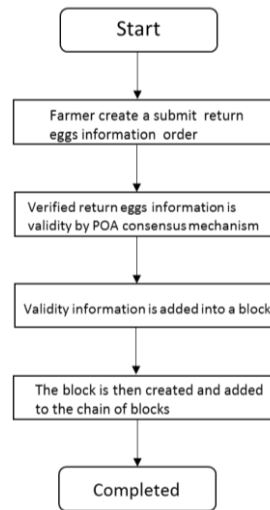 Start
Farmer create a submit return
eggs information order
Verified return eggs information is
validity by POA consensus mechanism
Validity information is added into a block
The block is then created and added
to the chain of blocks
Completed